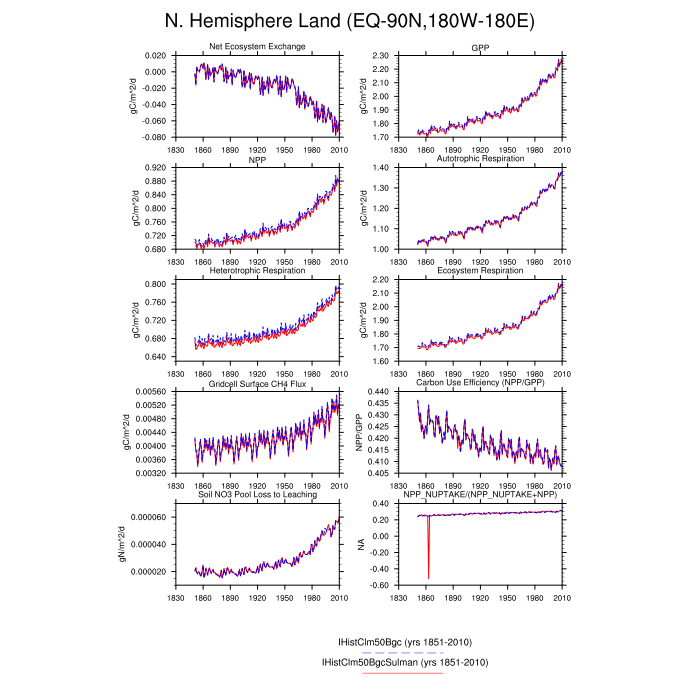 N. Hemisphere Land (EQ-90N,180W-180E)
Net Ecosystem Exchange
gC/m^2/d
0.020
0.000
-0.020
-0.040
-0.060
-0.080
1830 1860 1890 1920 1950 1980 2010
GPP
gC/m^2/d
2.30
2.20
2.10
2.00
1.90
1.80
1.70
1830 1860 1890 1920 1950 1980 2010
NPP
gC/m^2/d
0.920
0.880
0.840
0.800
0.760
0.720
0.680
1830 1860 1890 1920 1950 1980 2010
Autotrophic Respiration
gC/m^2/d
1.40
1.30
1.20
1.10
1.00
1830 1860 1890 1920 1950 1980 2010
Heterotrophic Respiration
gC/m^2/d
0.800
0.760
0.720
0.680
0.640
1830 1860 1890 1920 1950 1980 2010
Ecosystem Respiration
gC/m^2/d
2.20
2.10
2.00
1.90
1.80
1.70
1.60
1830 1860 1890 1920 1950 1980 2010
Gridcell Surface CH4 Flux
gC/m^2/d
0.00560
0.00520
0.00480
0.00440
0.00400
0.00360
0.00320
1830 1860 1890 1920 1950 1980 2010
Carbon Use Efficiency (NPP/GPP)
NPP/GPP
0.440
0.435
0.430
0.425
0.420
0.415
0.410
0.405
1830 1860 1890 1920 1950 1980 2010
Soil NO3 Pool Loss to Leaching
gN/m^2/d
0.000060
0.000040
0.000020
1830 1860 1890 1920 1950 1980 2010
NPP_NUPTAKE/(NPP_NUPTAKE+NPP)
NA
0.40
0.20
0.00
-0.20
-0.40
-0.60
1830 1860 1890 1920 1950 1980 2010
IHistClm50Bgc (yrs 1851-2010)
IHistClm50BgcSulman (yrs 1851-2010)